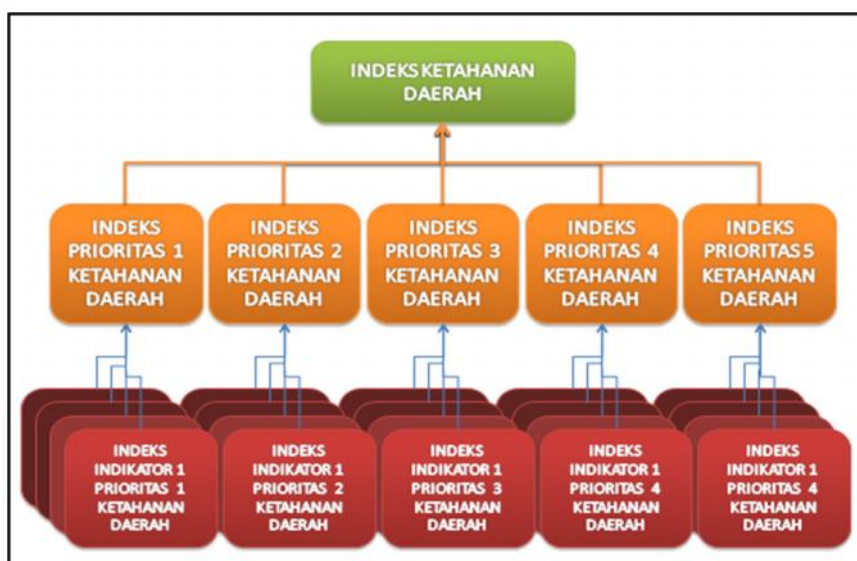 INDEKS KETAHANAN
DAERAH
INDEKS
PRIORITAS 1
KETAHANAN
DAERAH
INDEKS
PRIORITAS 2
KETAHANAN
DAERAH
INDEKS
PRIORITAS 3
KETAHANAN
DAERAH
INDEKS
PRIORITAS 4
KETAHANAN
DAERAH
INDEKS
PRIORITAS 5
KETAHANAN
DAERAH
INDEKS
INDIKATOR 1
PRIORITAS 1
KETAHANAN
DAERAH
INDEKS
INDIKATOR 1
PRIORITAS 2
KETAHANAN
DAERAH
INDEKS
INDIKATOR 1
PRIORITAS 3
KETAHANAN
DAERAH
INDEKS
INDIKATOR 1
PRIORITAS 4
KETAHANAN
DAERAH
INDEKS
INDIKATOR 1
PRIORITAS 4
KETAHANAN
DAERAH